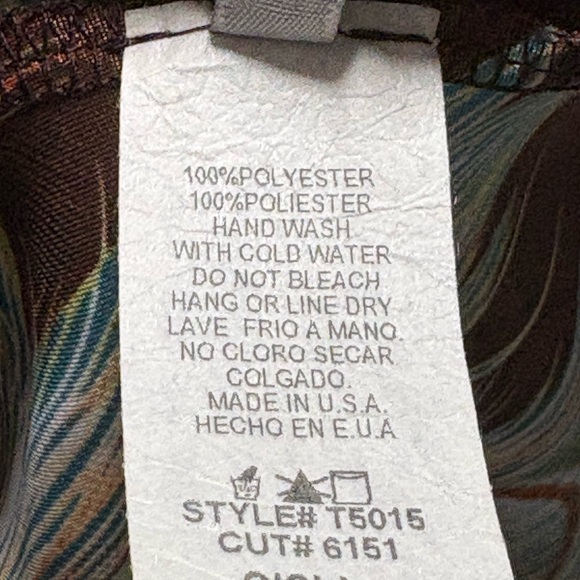 100%POLYESTER
100%POLIESTER
HAND WASH
WITH COLD WATER
DO NOT BLEACH
HANG OR LINE DRY
LAVE FRIO A MANO.
NO CLORO SECAR
COLGADO.
MADE IN U.S.A.
HECHO EN E.U.A
STYLE# T5015
CUT# 6151